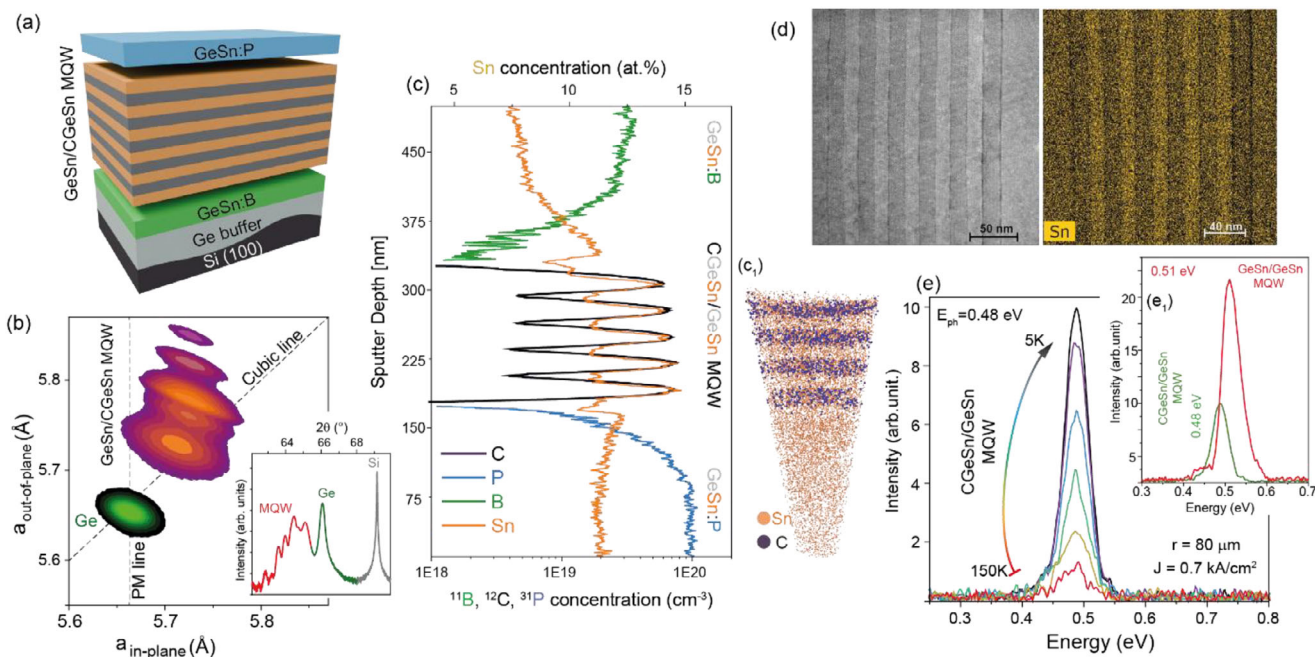 (a)
GeSn:P
GeSn/CGeSn MQW
GeSn:B
Ge buffer
Si (100)
(b)
a out-of-plane (Å)
5.8
5.7
5.6
GeSn/CGeSn MQW
Cubic line
Ge
PM line
5.6 5.7 5.8
a in-plane (Å)
2θ (°)
64 66 68
Intensity (arb. units)
MQW
Ge
Si
(c)
Sn concentration (at.%)
5 10 15
Sputter Depth [nm]
450
375
300
225
150
75
GeSn:B
CGeSn/GeSn MQW
GeSn:P
C
P
B
Sn
1E18 1E19 1E20
¹¹B, ¹²C, ³¹P concentration (cm⁻³)
(c₁)
Sn
C
(d)
50 nm
Sn
40 nm
(e)
Eph=0.48 eV
5K
150K
CGeSn/GeSn
MQW
Intensity (arb.unit.)
10
8
6
4
2
0.3 0.4 0.5 0.6 0.7 0.8
Energy (eV)
r = 80 μm
J = 0.7 kA/cm²
(e₁)
0.51 eV
GeSn/GeSn
MQW
CGeSn/GeSn
MQW
0.48 eV
Intensity (arb.unit)
20
15
10
5
0.3 0.4 0.5 0.6 0.7
Energy (eV)